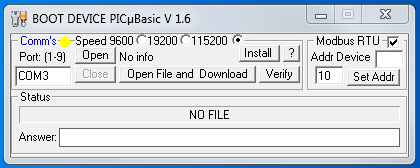 BOOT DEVICE PICµBasic V 1.6
Comm's Speed 9600 19200 115200 Install ? Modbus RTU
Port: (1-9) Open No info Addr Device
COM3 Close Open File and Download Verify 10 Set Addr
Status
NO FILE
Answer: